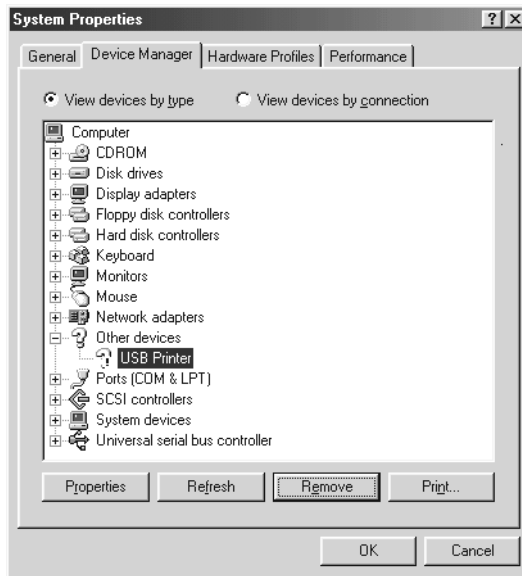 System Properties
General Device Manager Hardware Profiles Performance
View devices by type View devices by connection
Computer
CDROM
Disk drives
Display adapters
Floppy disk controllers
Hard disk controllers
Keyboard
Monitors
Mouse
Network adapters
Other devices
USB Printer
Ports (COM & LPT)
SCSI controllers
System devices
Universal serial bus controller
Properties Refresh Remove Print...
OK Cancel